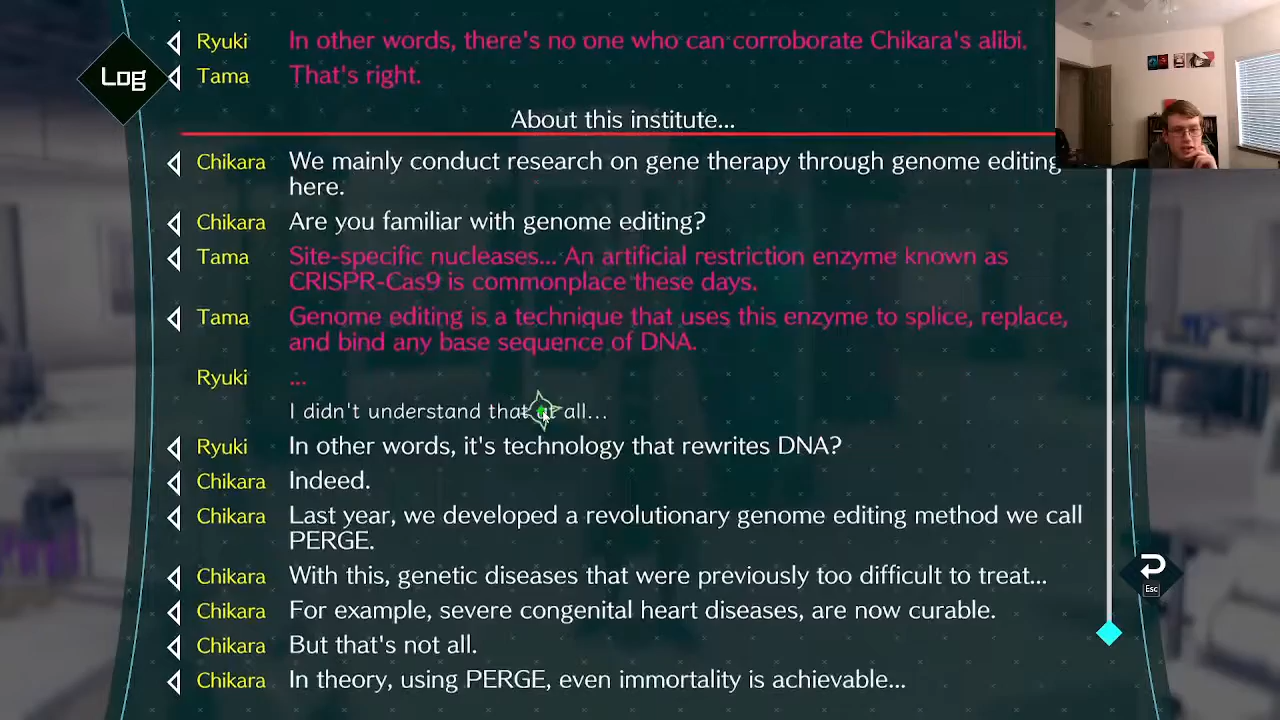 Log
Ryuki In other words, there's no one who can corroborate Chikara's alibi.
Tama That's right.
About this institute...
Chikara We mainly conduct research on gene therapy through genome editing
here.
Chikara Are you familiar with genome editing?
Tama Site-specific nucleases... An artificial restriction enzyme known as
CRISPR-Cas9 is commonplace these days.
Tama Genome editing is a technique that uses this enzyme to splice, replace,
and bind any base sequence of DNA.
Ryuki ...
I didn't understand that at all...
Ryuki In other words, it's technology that rewrites DNA?
Chikara Indeed.
Chikara Last year, we developed a revolutionary genome editing method we call
PERGE.
Chikara With this, genetic diseases that were previously too difficult to treat...
Chikara For example, severe congenital heart diseases, are now curable.
Chikara But that's not all.
Chikara In theory, using PERGE, even immortality is achievable...
Esc